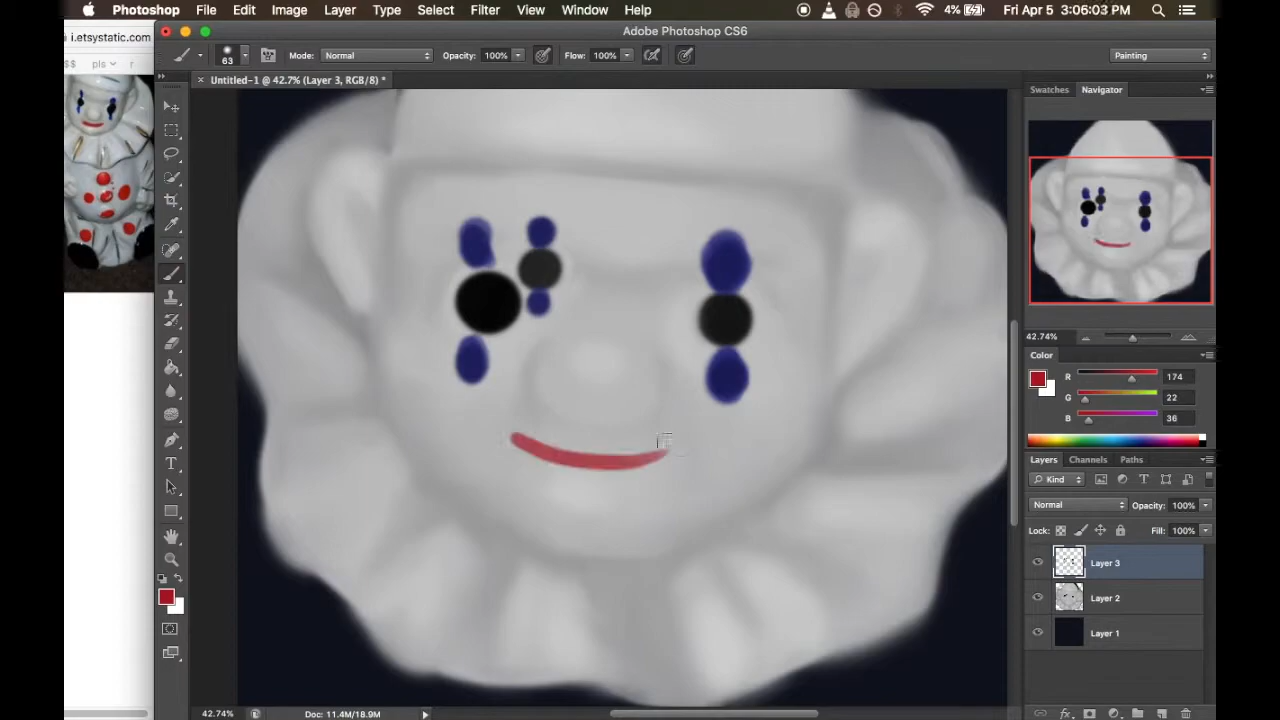 Photoshop File Edit Image Layer Type Select Filter View Window Help 4% Fri Apr 5 3:06:03 PM
i.etsystatic.com
Adobe Photoshop CS6
63 Mode: Normal Opacity: 100% Flow: 100% Painting
$$ pls r
Untitled-1 @ 42.7% (Layer 3, RGB/8) *
Swatches Navigator
42.74%
Color
R 174
G 22
B 36
Layers Channels Paths
Kind
Normal Opacity: 100%
Lock: Fill: 100%
Layer 3
Layer 2
Layer 1
42.74% Doc: 11.4M/18.9M